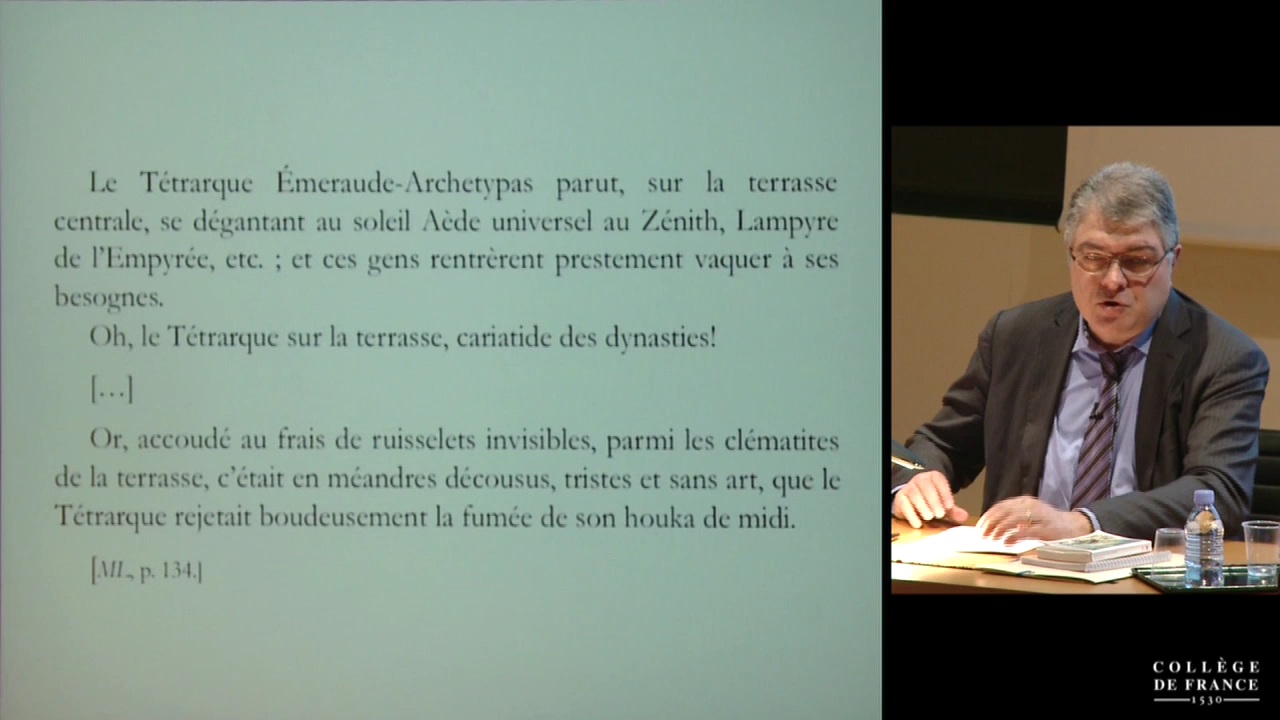 Le Tétrarque Émeraude-Archetypas parut, sur la terrasse
centrale, se dégantant au soleil Aède universel au Zénith, Lampyre
de l'Empyrée, etc. ; et ces gens rentrèrent prestement vaquer à ses
besognes.
Oh, le Tétrarque sur la terrasse, cariatide des dynasties!
[…]
Or, accoudé au frais de ruisselets invisibles, parmi les clématites
de la terrasse, c'était en méandres décousus, tristes et sans art, que le
Tétrarque rejetait boudeusement la fumée de son houka de midi.
[ML, p. 134.]
COLLÈGE
DE FRANCE
1530